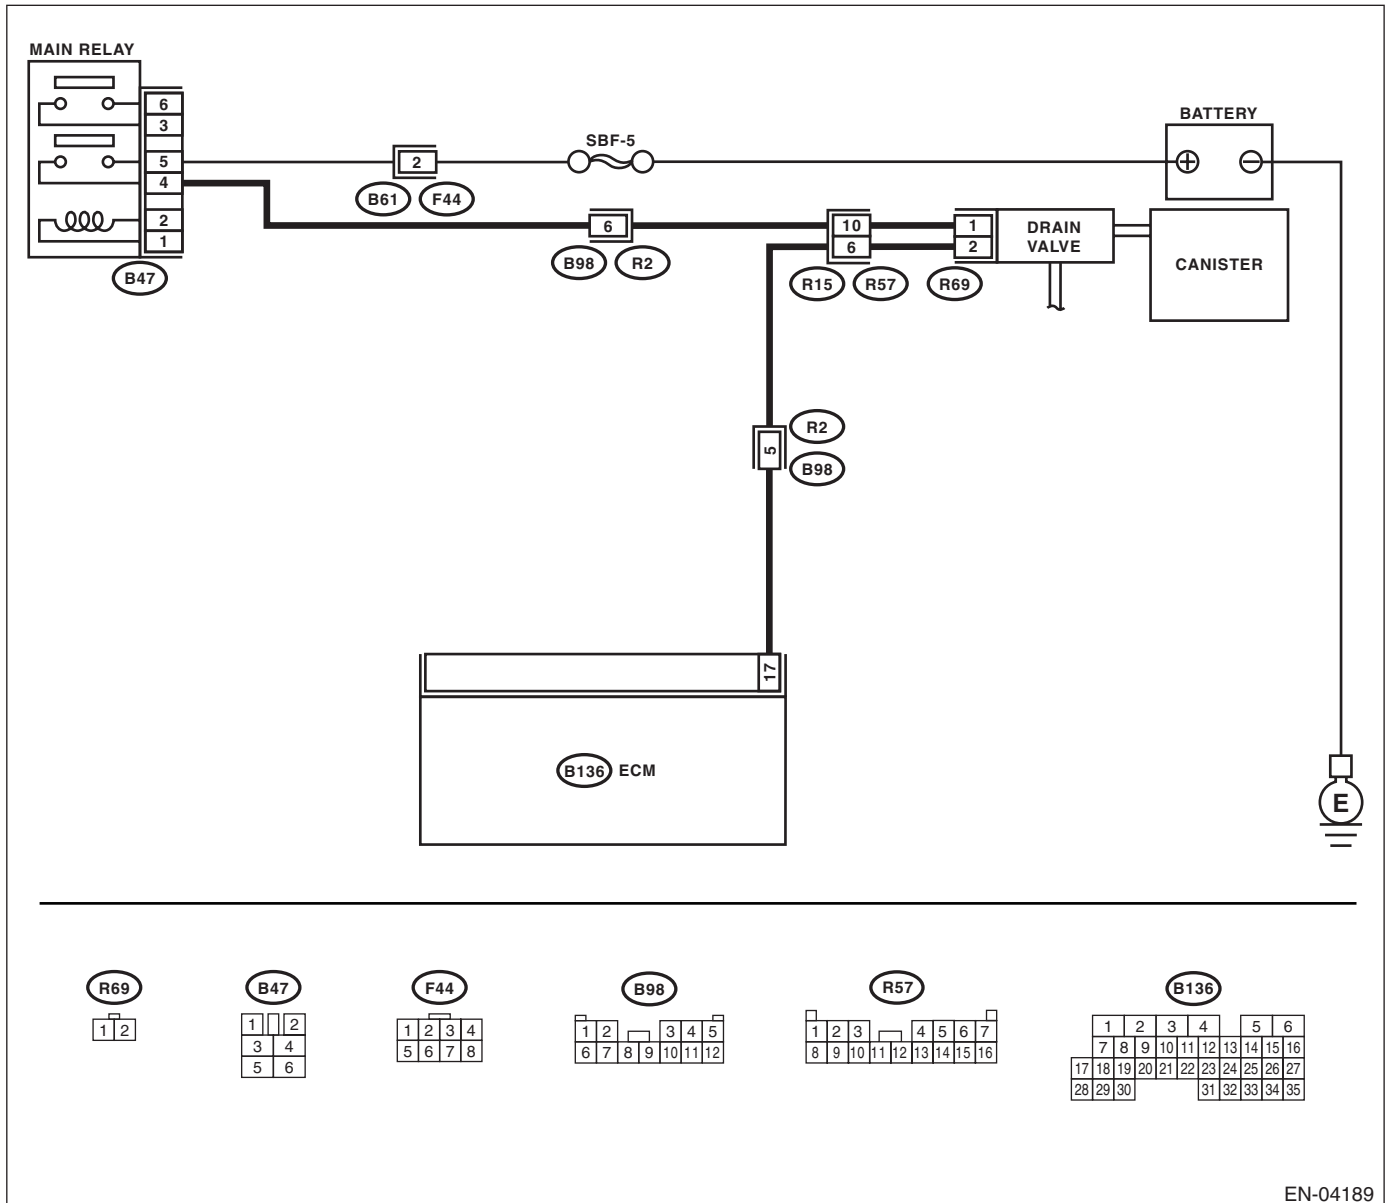 MAIN RELAY
6
3
5
4
2
1
B47
2
B61 F44
SBF-5
BATTERY
6
B98 R2
10
6
R15 R57
1
2
R69
DRAIN
VALVE
CANISTER
5
R2
B98
17
B136 ECM
E
R69
1 2
B47
1 2
3 4
5 6
F44
1 2 3 4
5 6 7 8
B98
1 2 3 4 5
6 7 8 9 10 11 12
R57
1 2 3 4 5 6 7
8 9 10 11 12 13 14 15 16
B136
1 2 3 4 5 6
7 8 9 10 11 12 13 14 15 16
17 18 19 20 21 22 23 24 25 26 27
28 29 30 31 32 33 34 35
EN-04189